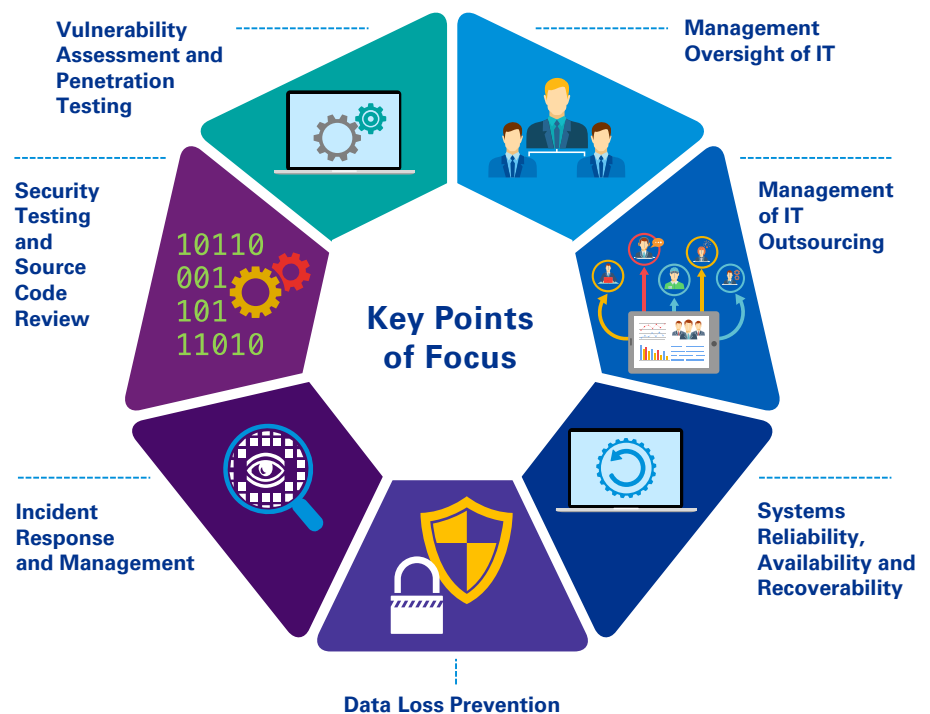 Vulnerability
Assessment and
Penetration
Testing
Management
Oversight of IT
Management
of IT
Outsourcing
Security
Testing
and
Source
Code
Review
10110
001
101
11010
Key Points
of Focus
Incident
Response
and Management
Systems
Reliability,
Availability and
Recoverability
Data Loss Prevention